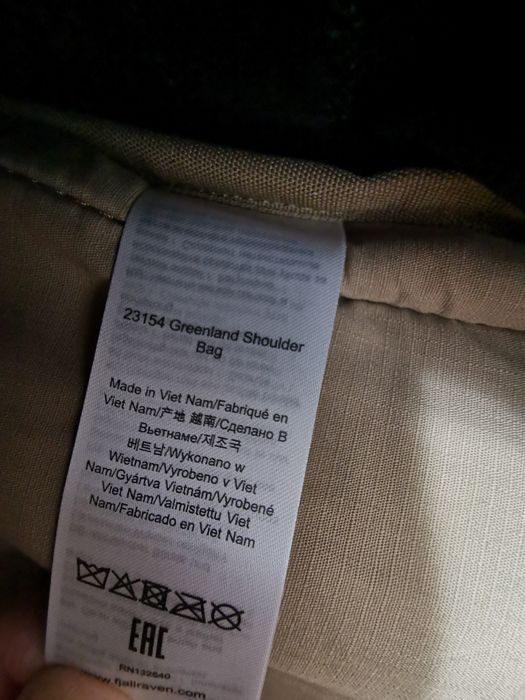 23154 Greenland Shoulder
Bag
Made in Viet Nam/Fabriqué en
Viet Nam/产地 越南/Сделано В
Вьетнаме/제조국
베트남/Wykonano w
Wietnam/Vyrobeno v Viet
Nam/Gyártva Vietnám/Vyrobené
Viet Nam/Valmistettu Viet
Nam/Fabricado en Viet Nam
EAC
RN132640
www.fjallraven.com